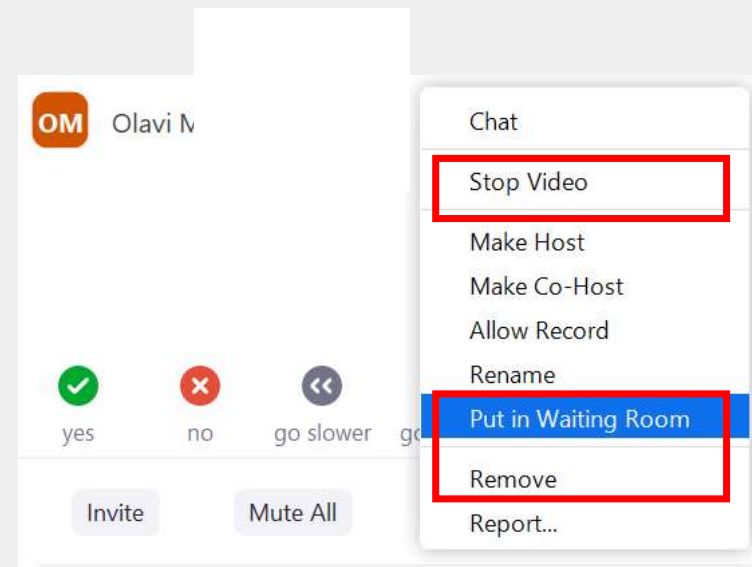 OM Olavi M
Chat
Stop Video
Make Host
Make Co-Host
Allow Record
Rename
Put in Waiting Room
Remove
Report...
yes no go slower
Invite Mute All